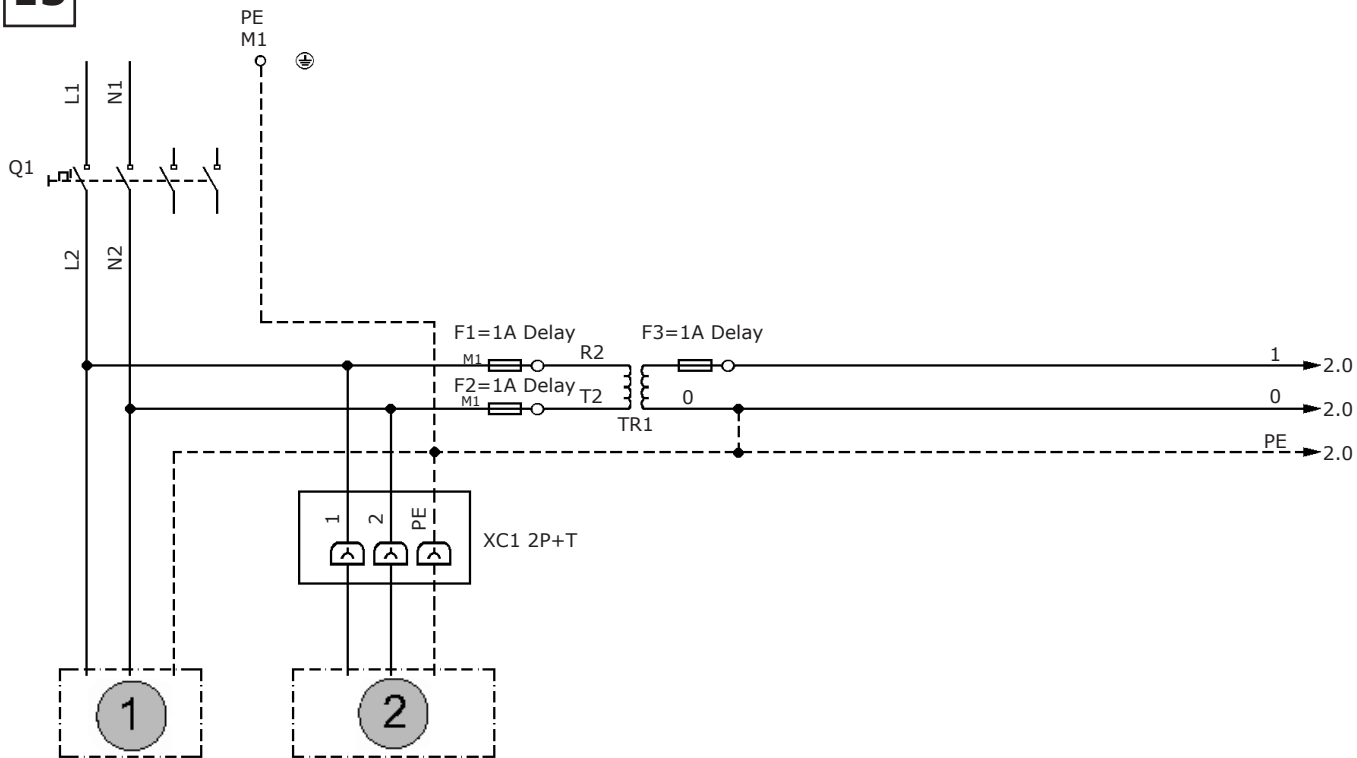 PE
M1
L1
N1
Q1
L2
N2
F1=1A Delay
F3=1A Delay
M1
R2
1
2.0
F2=1A Delay
M1
T2
0
0
2.0
TR1
PE
2.0
1
2
PE
XC1 2P+T
1
2